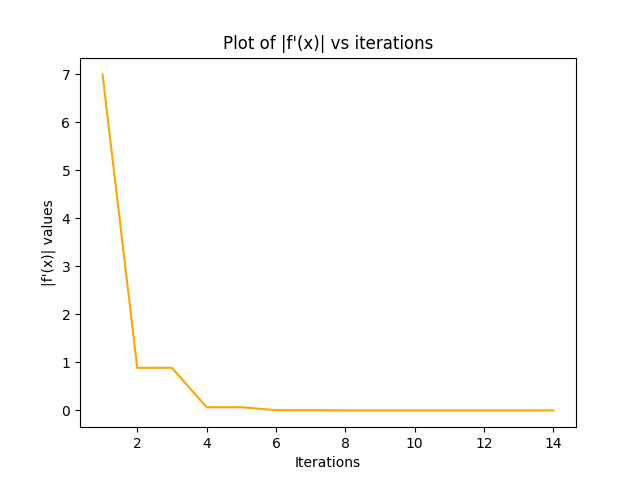 Plot of |f'(x)| vs iterations
7
6
5
4
3
2
1
0
|f'(x)| values
2 4 6 8 10 12 14
Iterations